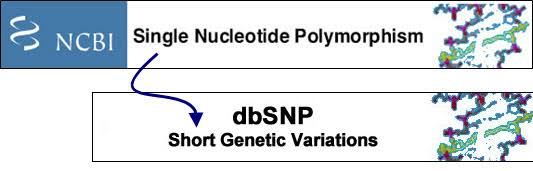 NCBI
Single Nucleotide Polymorphism
dbSNP
Short Genetic Variations